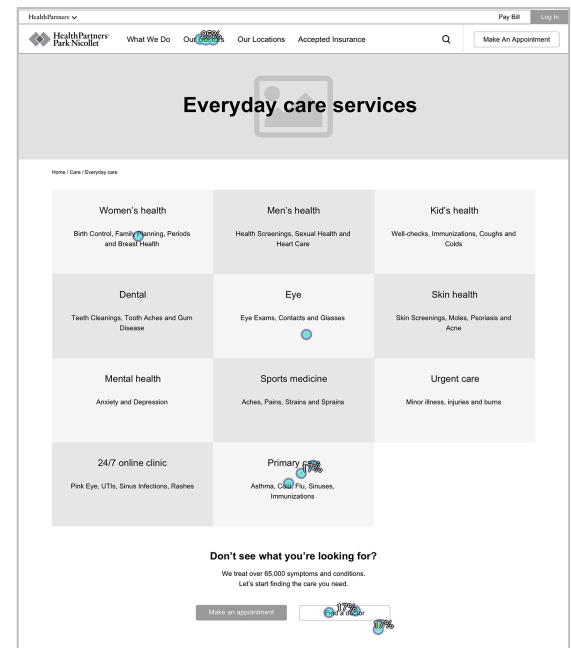 HealthPartners
Pay Bill
Log In
HealthPartners
Park Nicollet
What We Do
Our Doctors
Our Locations
Accepted Insurance
Make An Appointment
Everyday care services
Home / Care / Everyday care
Women's health
Birth Control, Family Planning, Periods
and Breast Health
Men's health
Health Screenings, Sexual Health and
Heart Care
Kid's health
Well-checks, Immunizations, Coughs and
Colds
Dental
Teeth Cleanings, Tooth Aches and Gum
Disease
Eye
Eye Exams, Contacts and Glasses
Skin health
Skin Screenings, Moles, Psoriasis and
Acne
Mental health
Anxiety and Depression
Sports medicine
Aches, Pains, Strains and Sprains
Urgent care
Minor illness, injuries and burns
24/7 online clinic
Pink Eye, UTIs, Sinus Infections, Rashes
Primary care
17%
Asthma, Cold, Flu, Sinuses,
Immunizations
Don't see what you're looking for?
We treat over 65,000 symptoms and conditions.
Let's start finding the care you need.
Make an appointment
Find a doctor
17%
17%